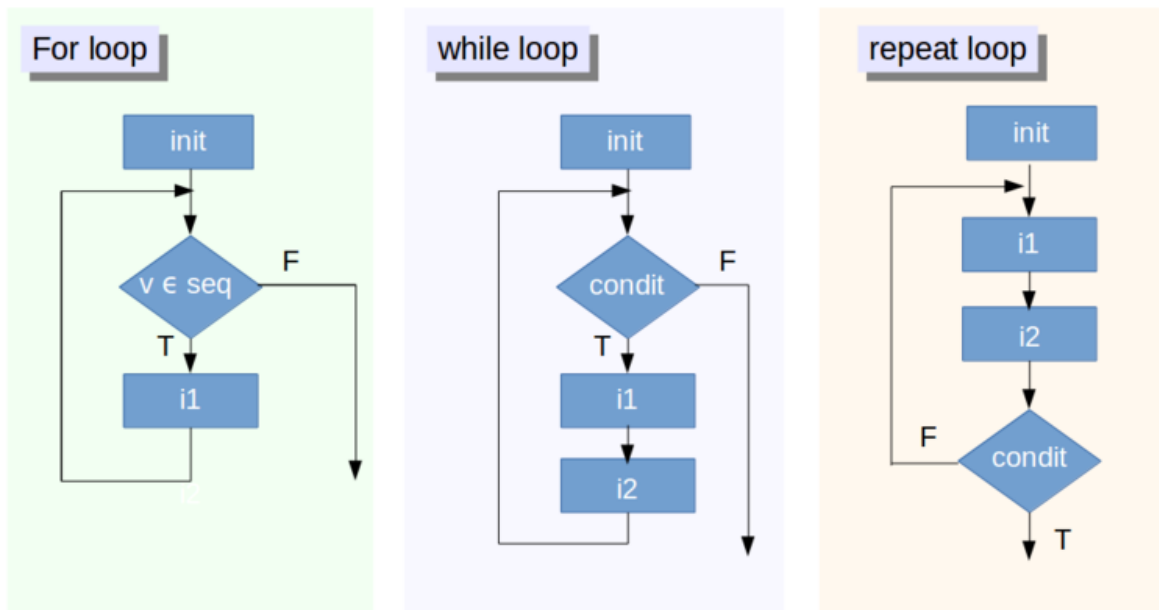 For loop
init
v ϵ seq
F
T
i1
while loop
init
condit
F
T
i1
i2
repeat loop
init
i1
i2
F
condit
T